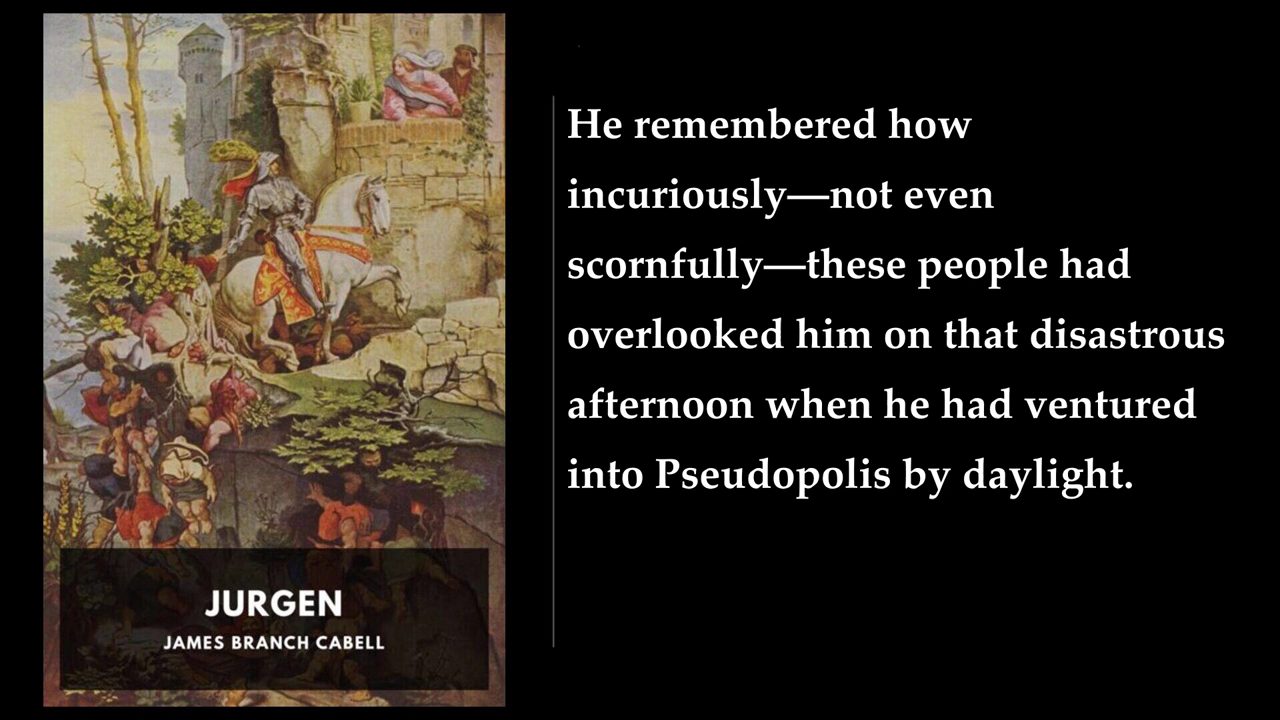 He remembered how
incuriously—not even
scornfully—these people had
overlooked him on that disastrous
afternoon when he had ventured
into Pseudopolis by daylight.
JURGEN
JAMES BRANCH CABELL